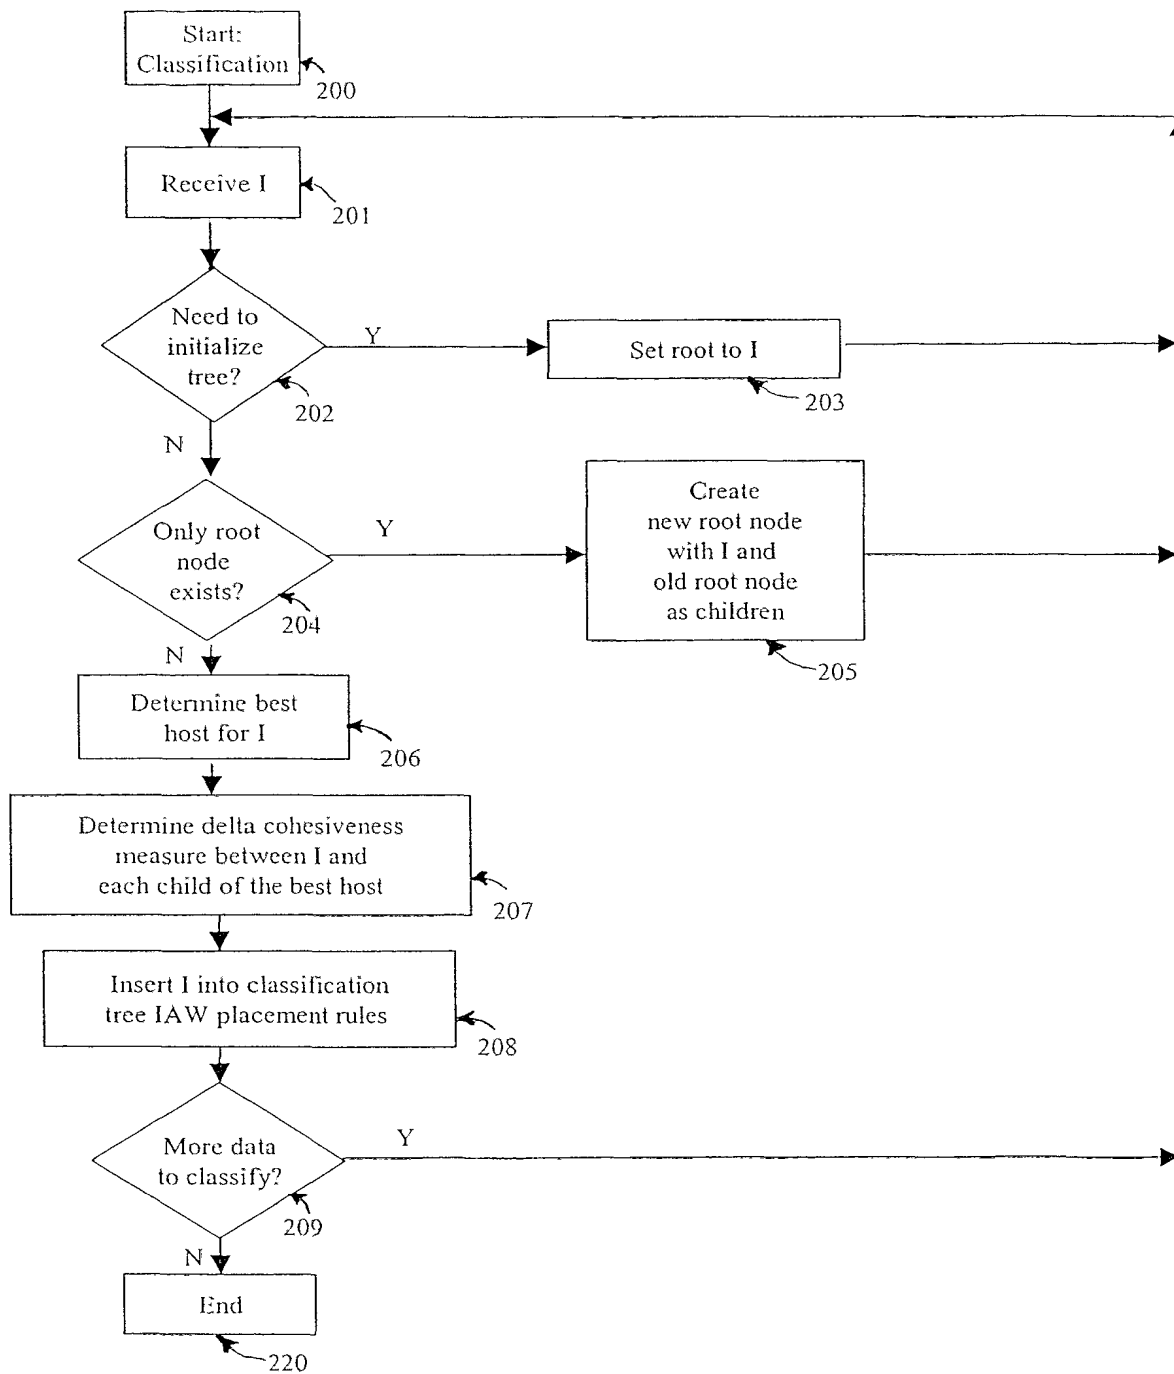 Start:
Classification
200
Receive I
201
Need to
initialize
tree?
202
Y
Set root to I
203
N
Only root
node
exists?
204
Y
Create
new root node
with I and
old root node
as children
205
N
Determine best
host for I
206
Determine delta cohesiveness
measure between I and
each child of the best host
207
Insert I into classification
tree IAW placement rules
208
More data
to classify?
209
Y
N
End
220